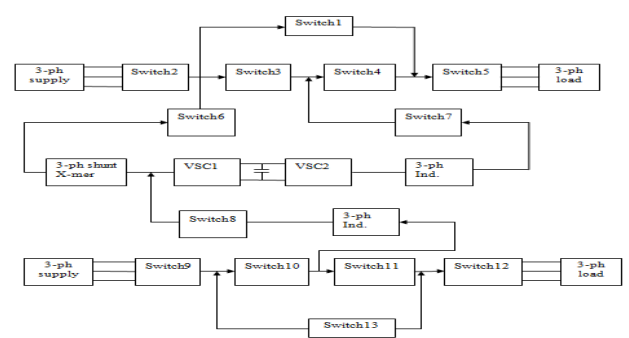 Switch1
3-ph
supply
Switch2
Switch3
Switch4
Switch5
3-ph
load
Switch6
Switch7
3-ph shunt
X-mer
VSC1
VSC2
3-ph
Ind.
Switch8
3-ph
Ind.
3-ph
supply
Switch9
Switch10
Switch11
Switch12
3-ph
load
Switch13